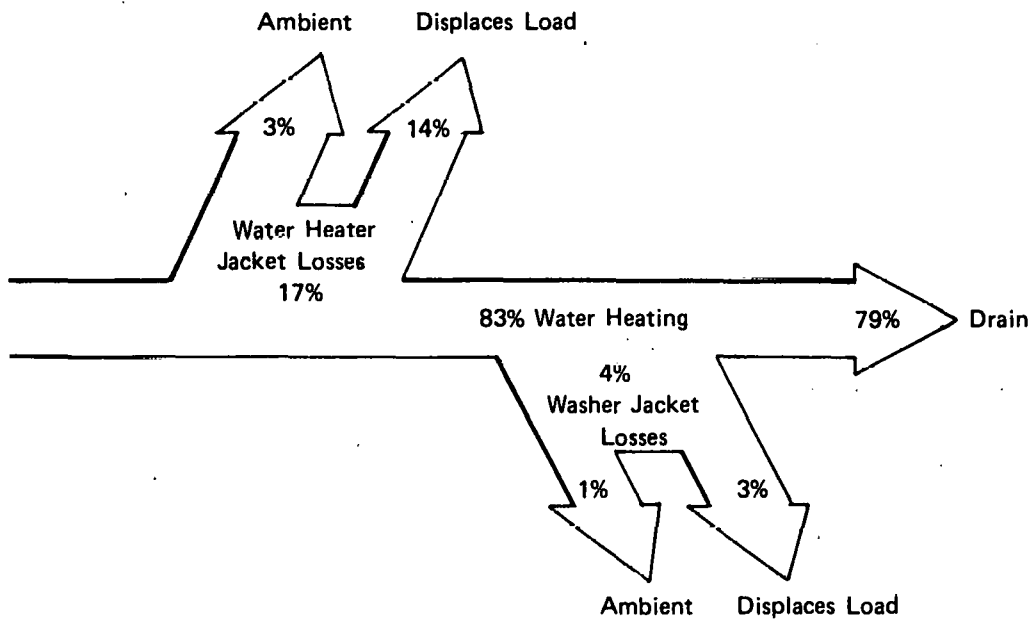 Ambient
Displaces Load
3%
14%
Water Heater
Jacket Losses
17%
83% Water Heating
79%
Drain
4%
Washer Jacket
Losses
1%
3%
Ambient
Displaces Load